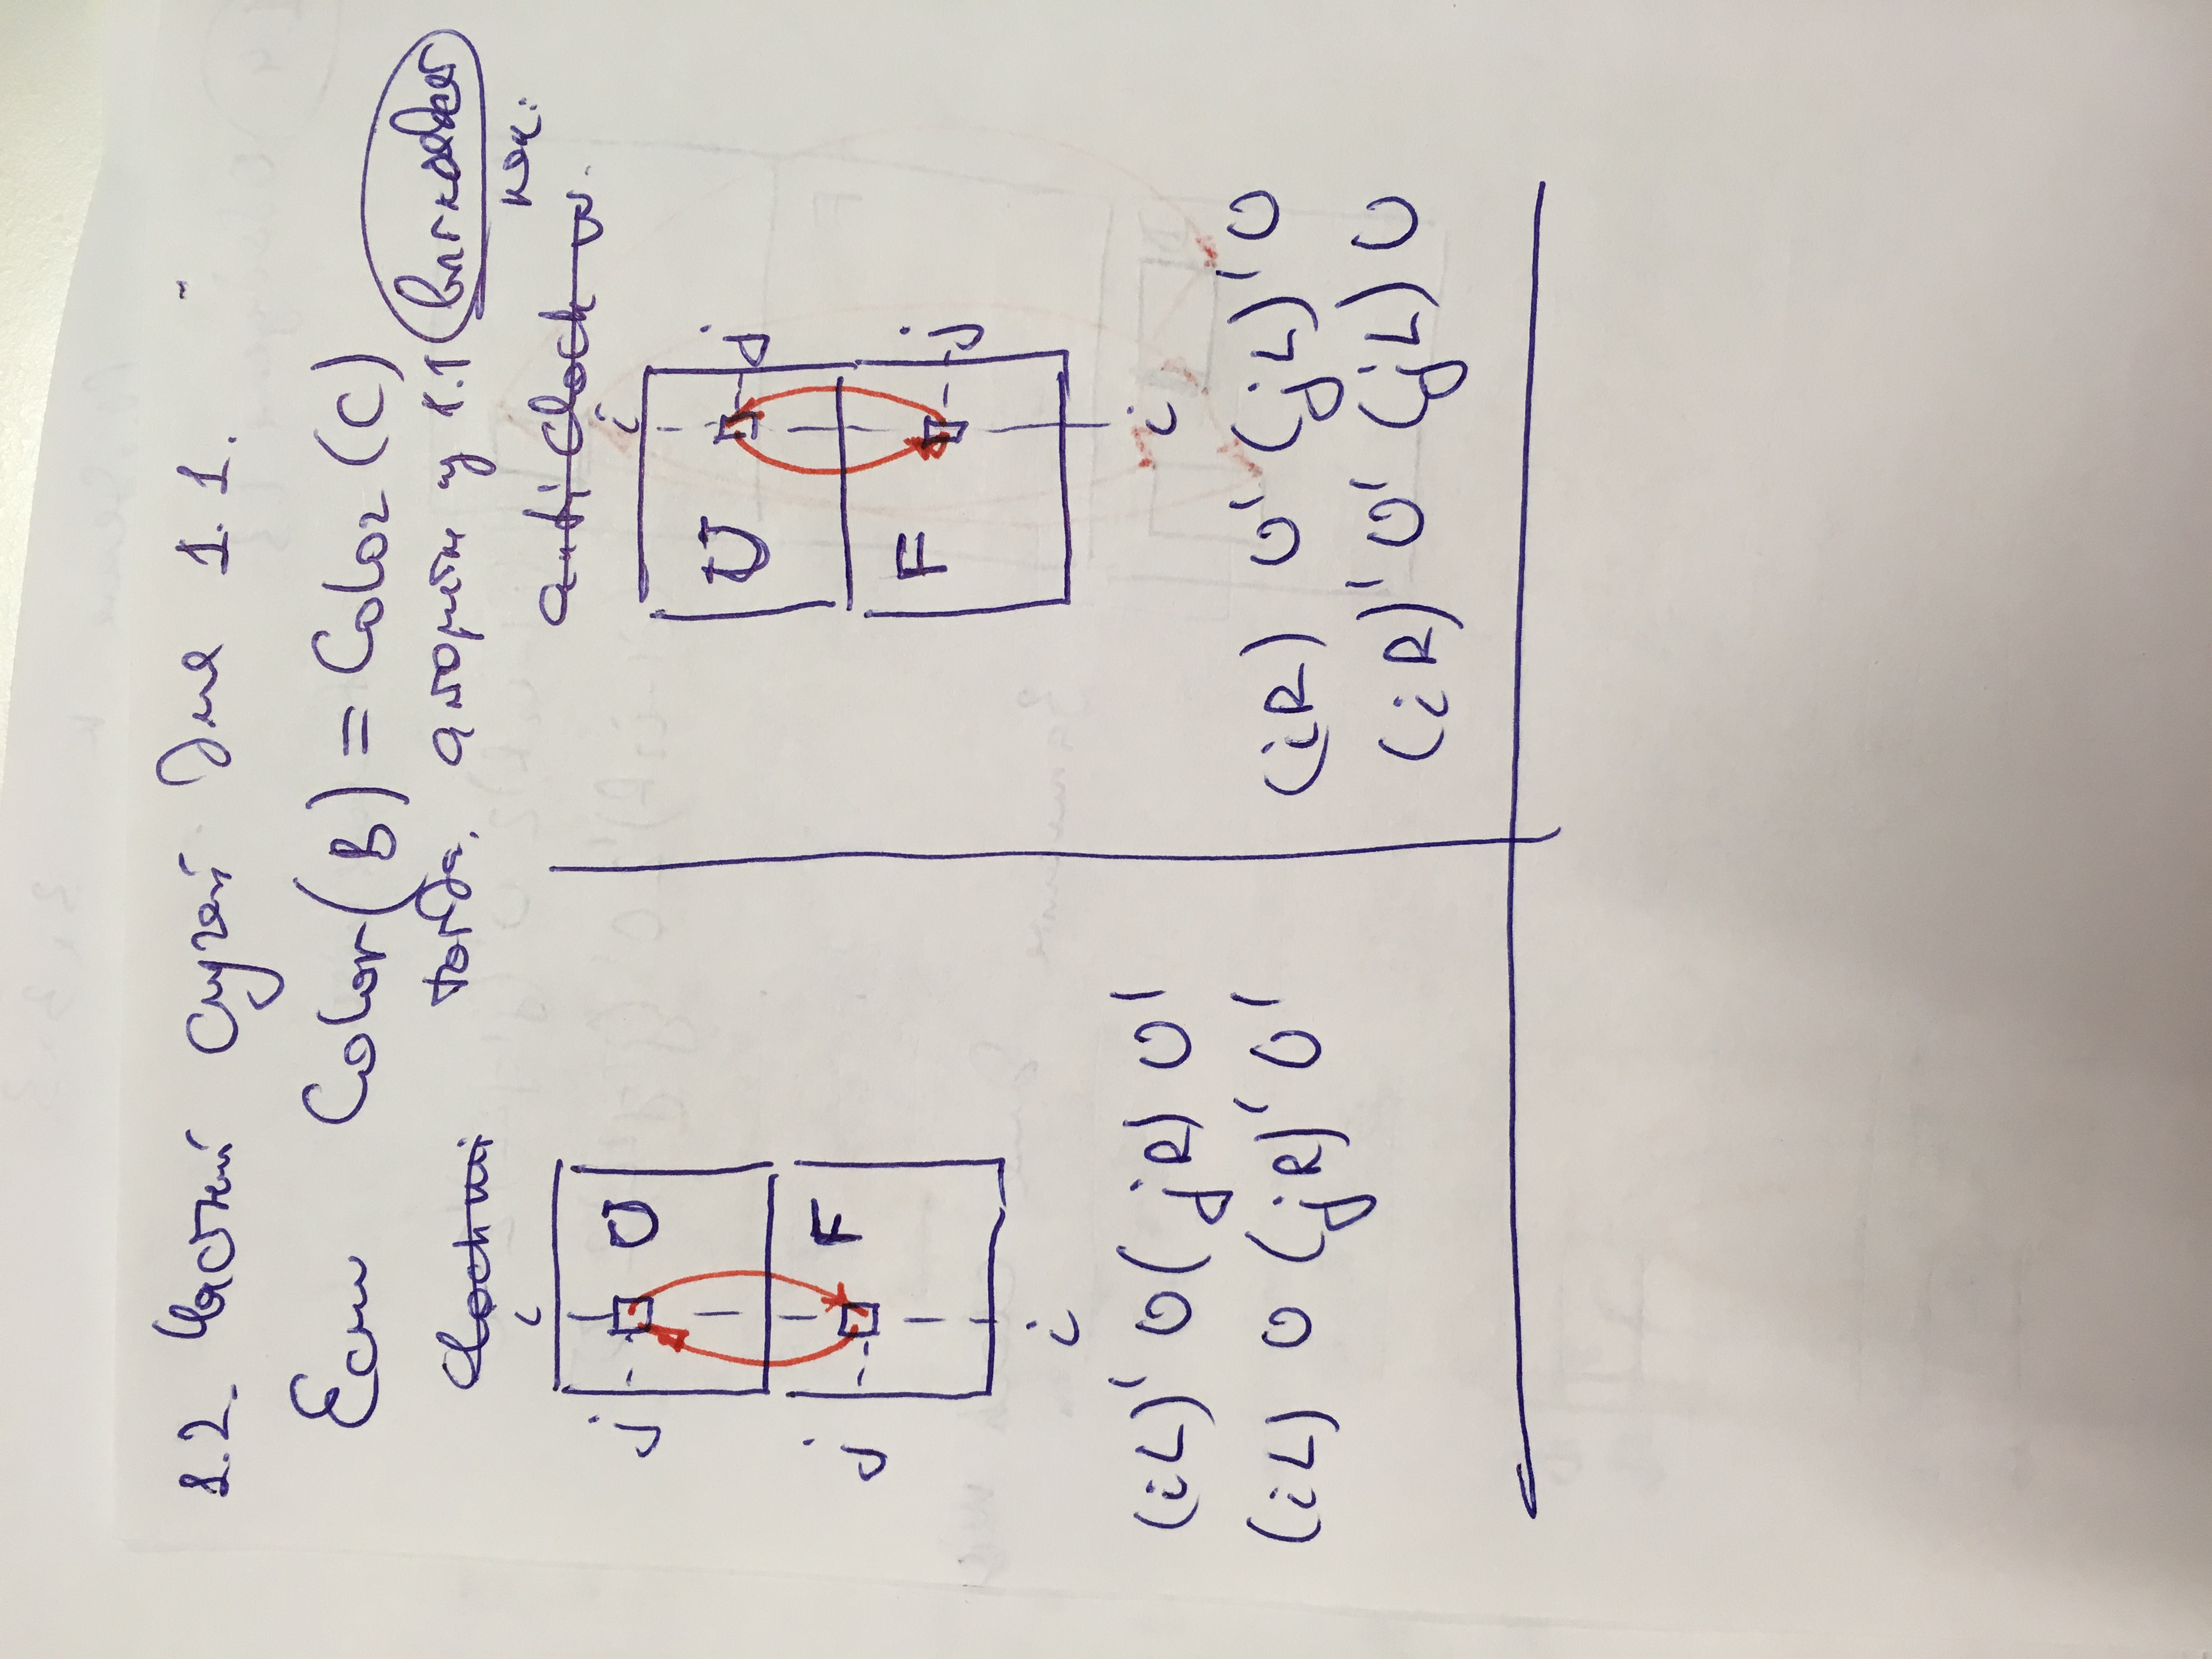 1.2. Частный случай для 1.1.
Если Color(B) = Color(C)
тогда, алгоритм из 1.1 выглядит
как:
Clockwi
i
j U
j F
i
(iL)' U (jR) U'
(iL) U (jR)' U'
anti Clock w.
i
U j
F j
i
(iR) U' (jL)' U
(iR)' U' (jL) U